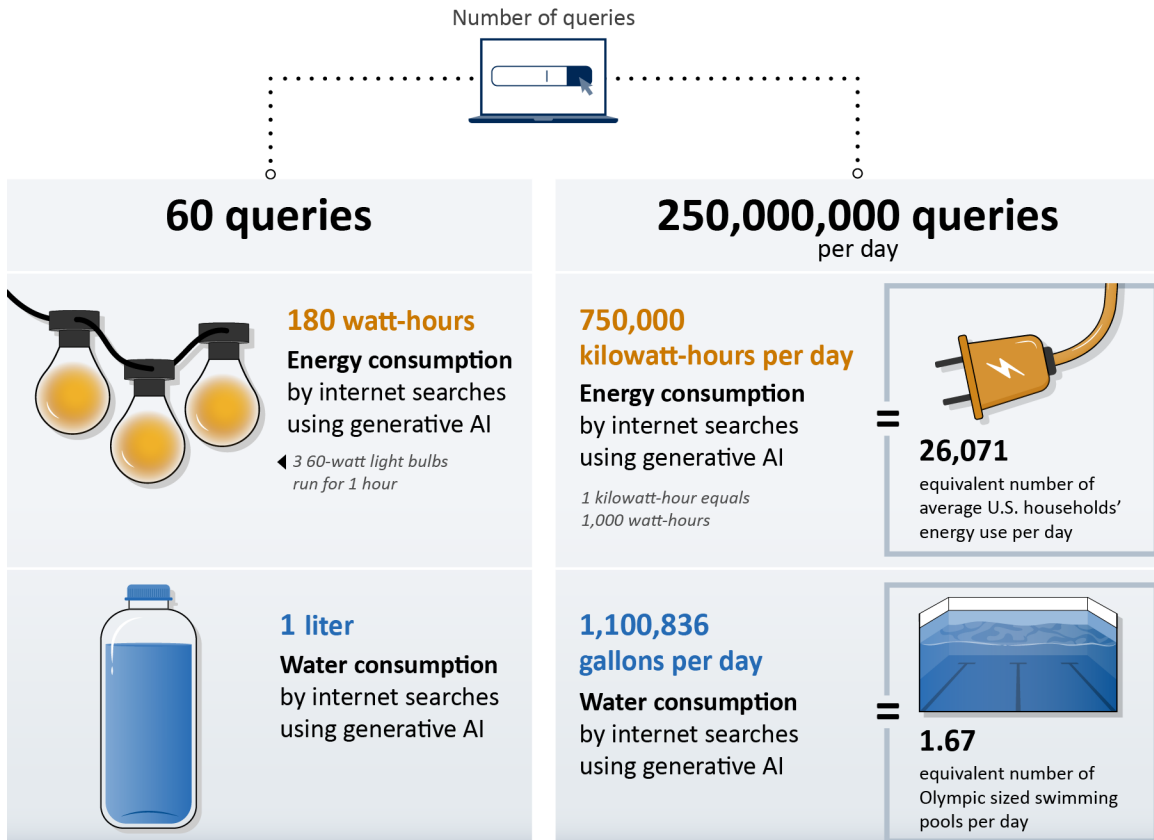 Number of queries
60 queries
180 watt-hours
Energy consumption
by internet searches
using generative AI
3 60-watt light bulbs
run for 1 hour
1 liter
Water consumption
by internet searches
using generative AI
250,000,000 queries
per day
750,000
kilowatt-hours per day
Energy consumption
by internet searches
using generative AI
1 kilowatt-hour equals
1,000 watt-hours
=
26,071
equivalent number of
average U.S. households’
energy use per day
1,100,836
gallons per day
Water consumption
by internet searches
using generative AI
=
1.67
equivalent number of
Olympic sized swimming
pools per day